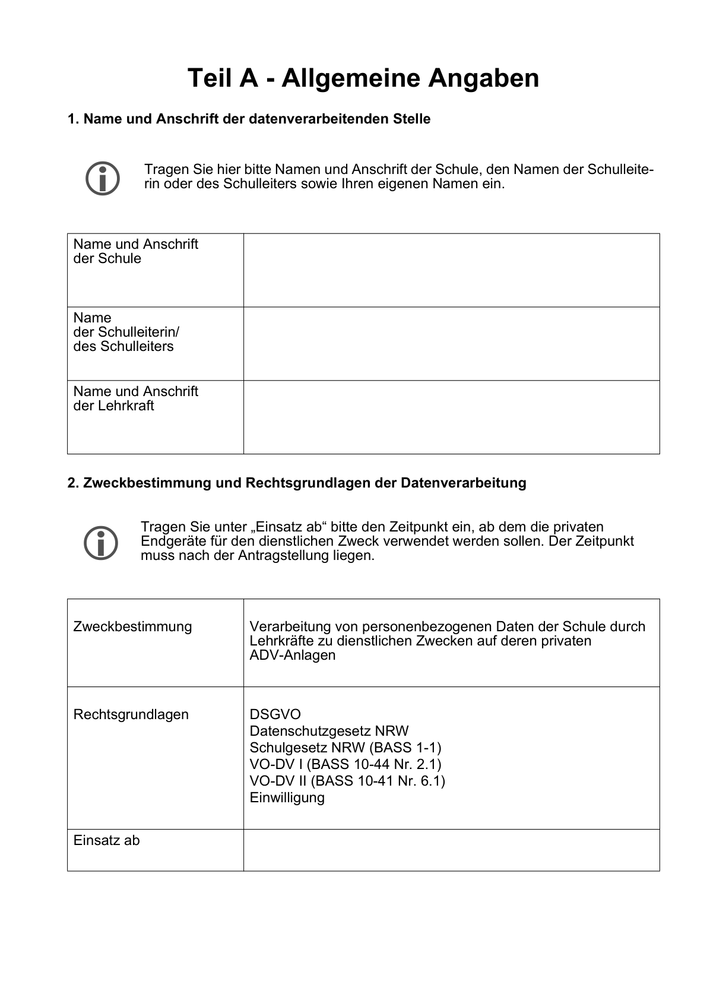 Teil A - Allgemeine Angaben
1. Name und Anschrift der datenverarbeitenden Stelle
Tragen Sie hier bitte Namen und Anschrift der Schule, den Namen der Schulleite-
rin oder des Schulleiters sowie Ihren eigenen Namen ein.
Name und Anschrift
der Schule
Name
der Schulleiterin/
des Schulleiters
Name und Anschrift
der Lehrkraft
2. Zweckbestimmung und Rechtsgrundlagen der Datenverarbeitung
Tragen Sie unter „Einsatz ab“ bitte den Zeitpunkt ein, ab dem die privaten
Endgeräte für den dienstlichen Zweck verwendet werden sollen. Der Zeitpunkt
muss nach der Antragstellung liegen.
Zweckbestimmung
Verarbeitung von personenbezogenen Daten der Schule durch
Lehrkräfte zu dienstlichen Zwecken auf deren privaten
ADV-Anlagen
Rechtsgrundlagen
DSGVO
Datenschutzgesetz NRW
Schulgesetz NRW (BASS 1-1)
VO-DV I (BASS 10-44 Nr. 2.1)
VO-DV II (BASS 10-41 Nr. 6.1)
Einwilligung
Einsatz ab